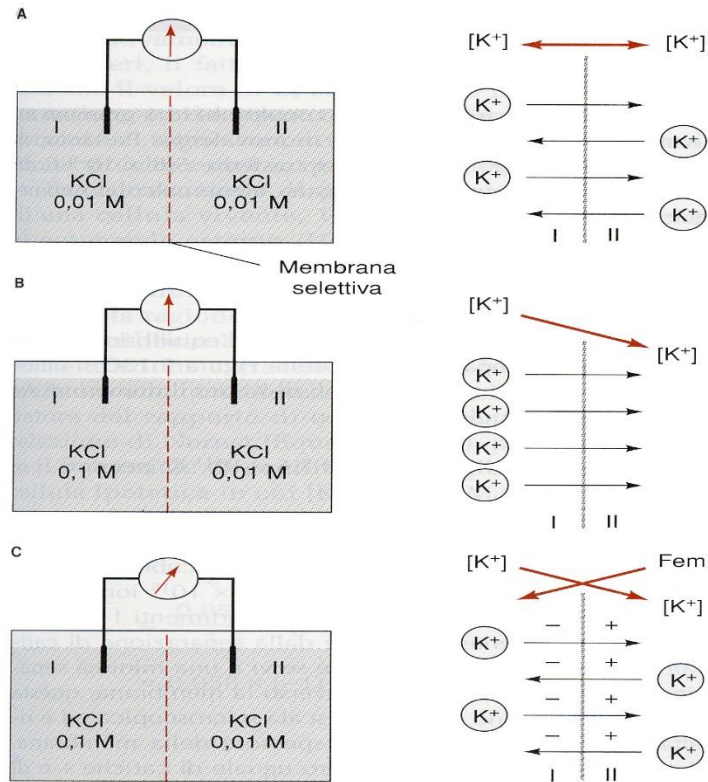 A
I
II
KCl
0,01 M
KCl
0,01 M
Membrana
selettiva
[K⁺]
[K⁺]
K⁺
K⁺
K⁺
K⁺
I
II
B
I
II
KCl
0,1 M
KCl
0,01 M
[K⁺]
[K⁺]
K⁺
K⁺
K⁺
K⁺
I
II
C
I
II
KCl
0,1 M
KCl
0,01 M
[K⁺]
Fem
[K⁺]
− +
K⁺
− +
K⁺
− +
K⁺
− +
K⁺
I
II